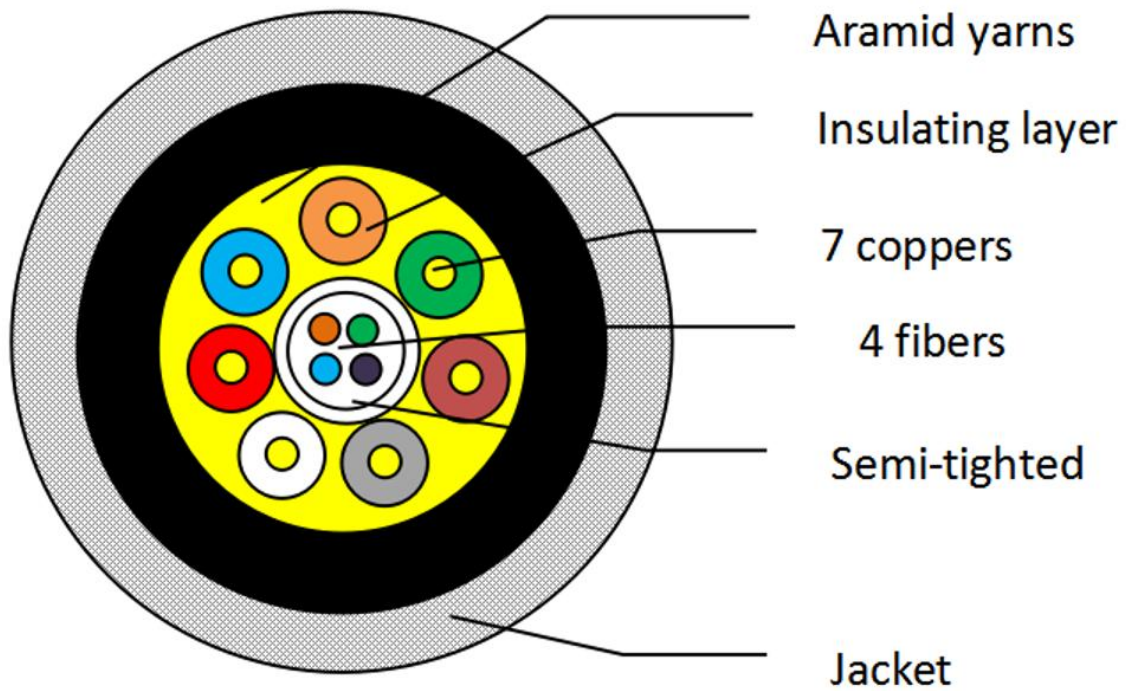 Aramid yarns
Insulating layer
7 coppers
4 fibers
Semi-tighted
Jacket